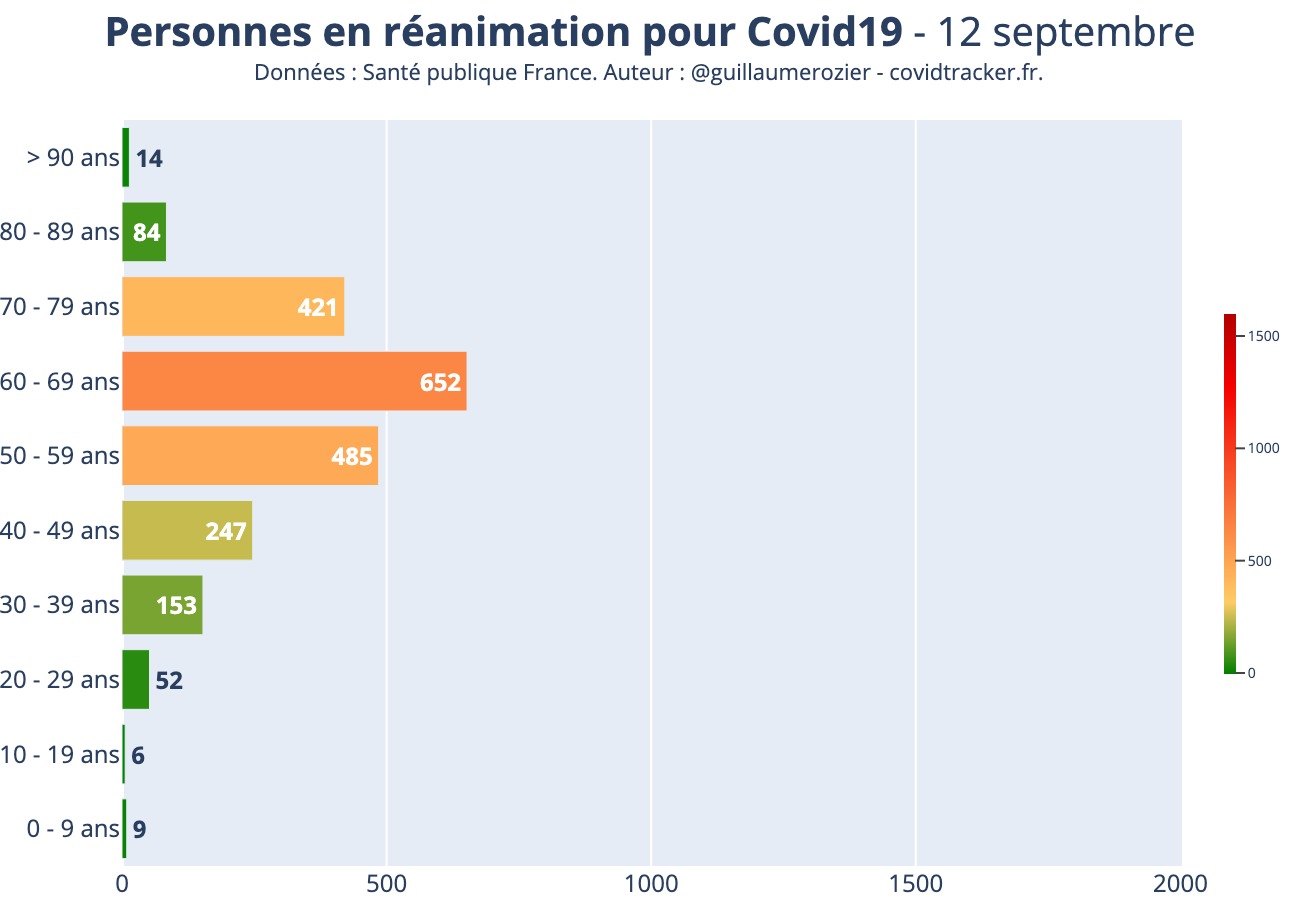 Personnes en réanimation pour Covid19 - 12 septembre
Données : Santé publique France. Auteur : @guillaumerozier - covidtracker.fr.
> 90 ans 14
80 - 89 ans 84
70 - 79 ans 421
60 - 69 ans 652
50 - 59 ans 485
40 - 49 ans 247
30 - 39 ans 153
20 - 29 ans 52
10 - 19 ans 6
0 - 9 ans 9
0 500 1000 1500 2000
1500
1000
500
0